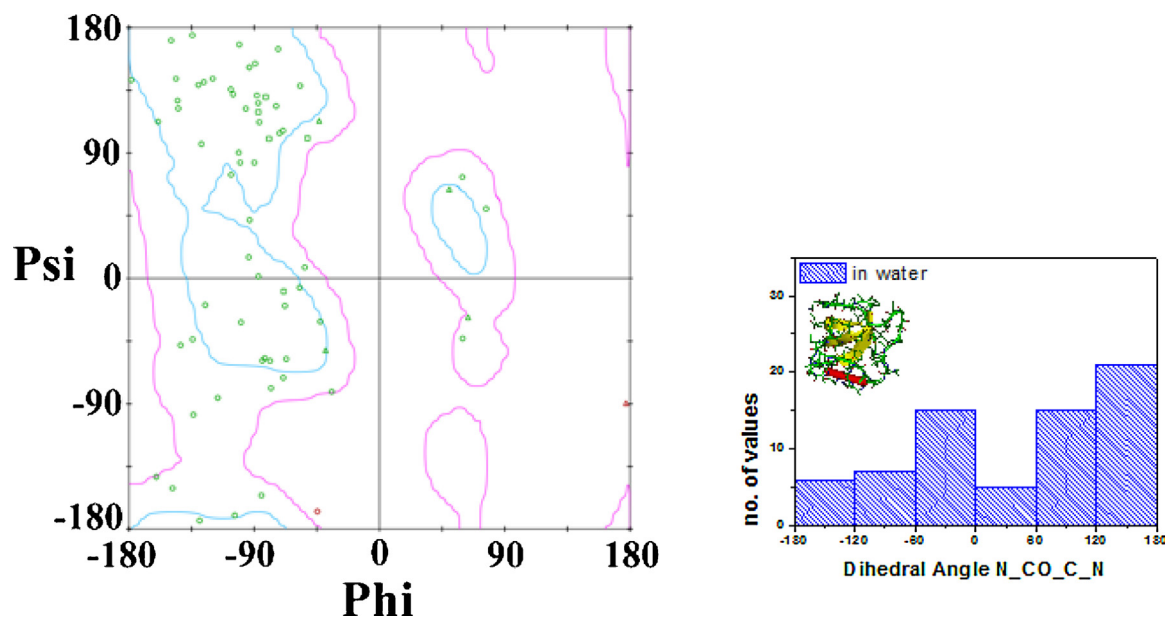 180
90
Psi 0
-90
-180
-180 -90 0 90 180
Phi
in water
30
20
10
0
no. of values
-180 -120 -60 0 60 120 180
Dihedral Angle N_CO_C_N